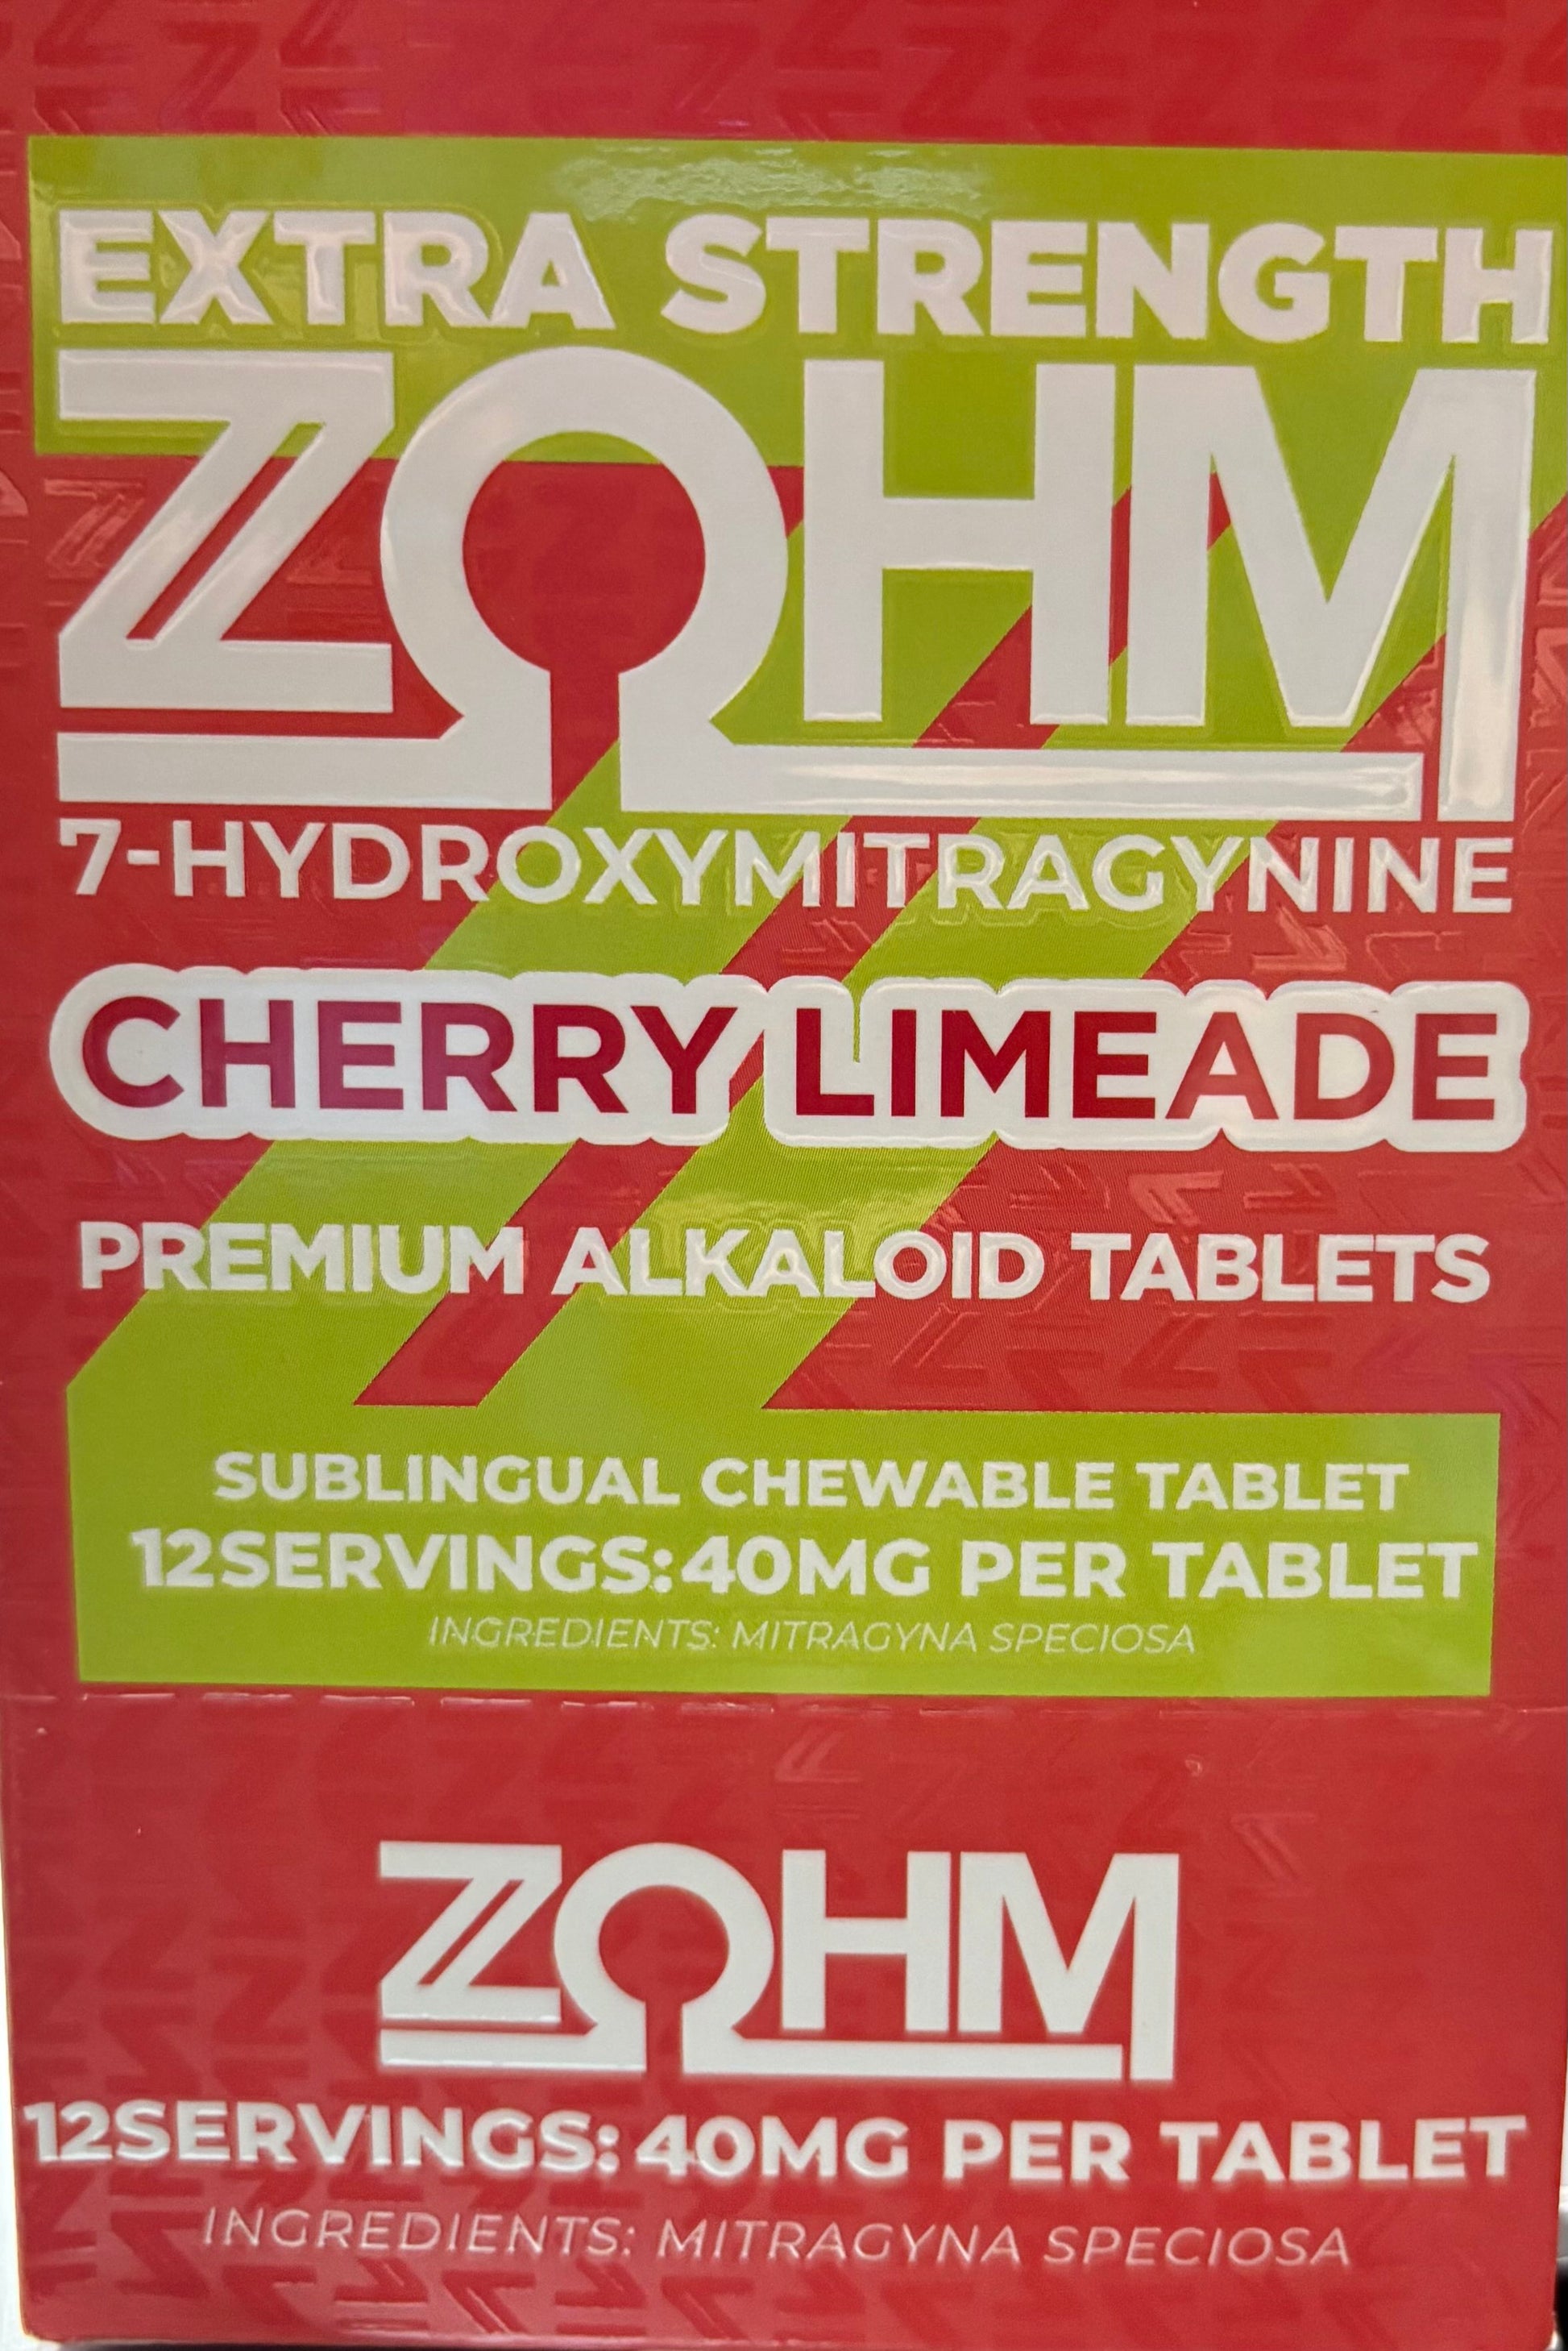 EXTRA STRENGTH
ZΩHM
7-HYDROXYMITRAGYNINE
CHERRY LIMEADE
PREMIUM ALKALOID TABLETS
SUBLINGUAL CHEWABLE TABLET
12SERVINGS:40MG PER TABLET
INGREDIENTS: MITRAGYNA SPECIOSA
ZΩHM
12SERVINGS: 40MG PER TABLET
INGREDIENTS: MITRAGYNA SPECIOSA